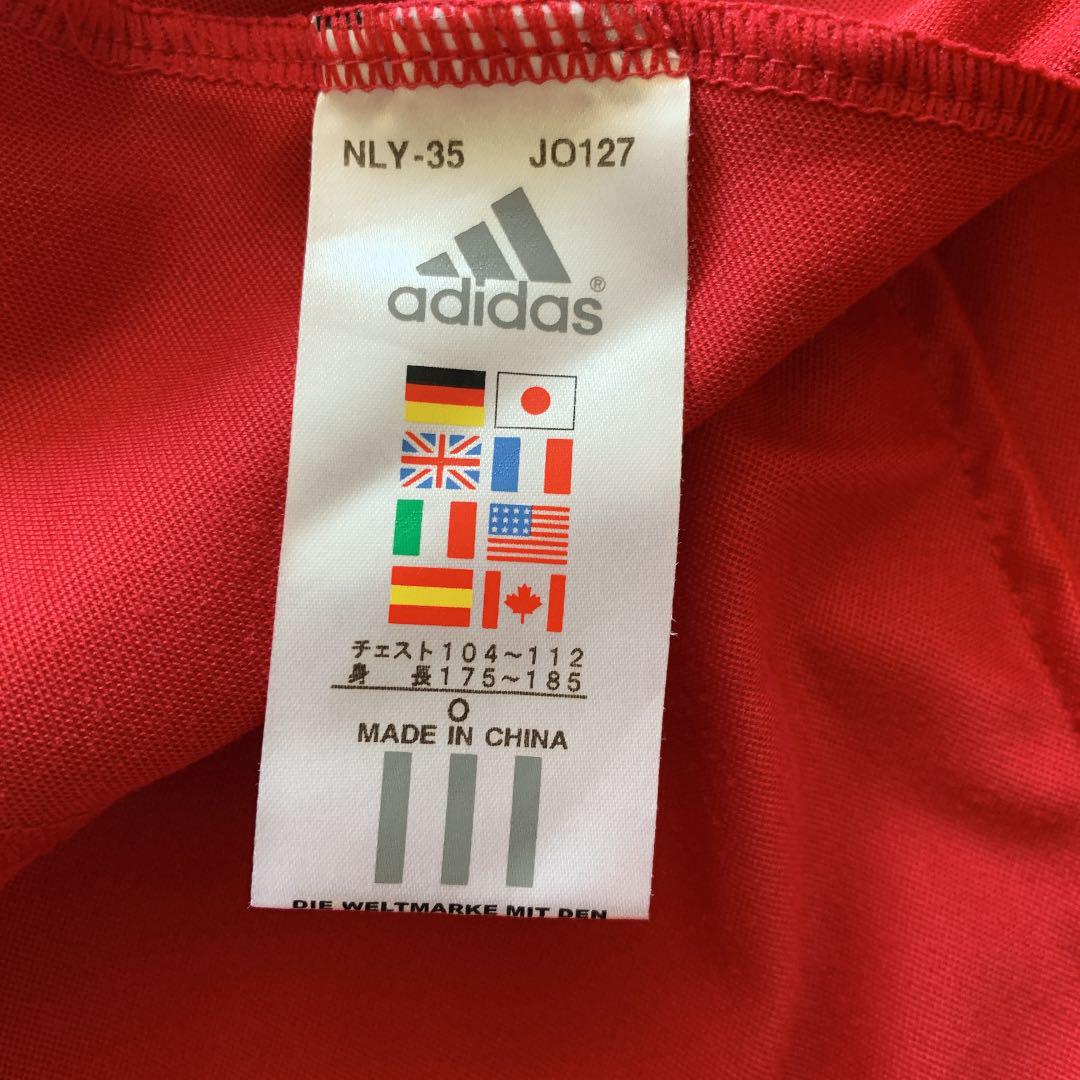 NLY-35 JO127
adidas®
チェスト104～112
身 長175～185
O
MADE IN CHINA
DIE WELTMARKE MIT DEN